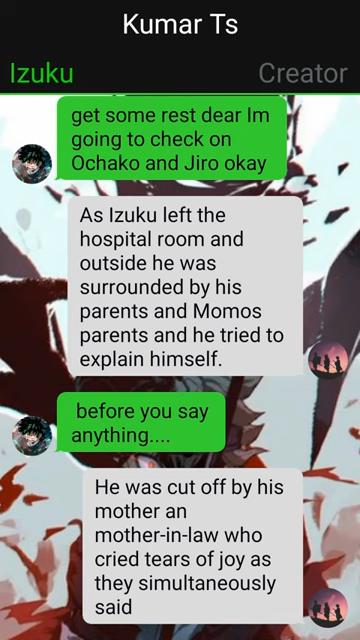 Kumar Ts
Izuku
Creator
get some rest dear Im
going to check on
Ochako and Jiro okay
As Izuku left the
hospital room and
outside he was
surrounded by his
parents and Momos
parents and he tried to
explain himself.
before you say
anything....
He was cut off by his
mother an
mother-in-law who
cried tears of joy as
they simultaneously
said